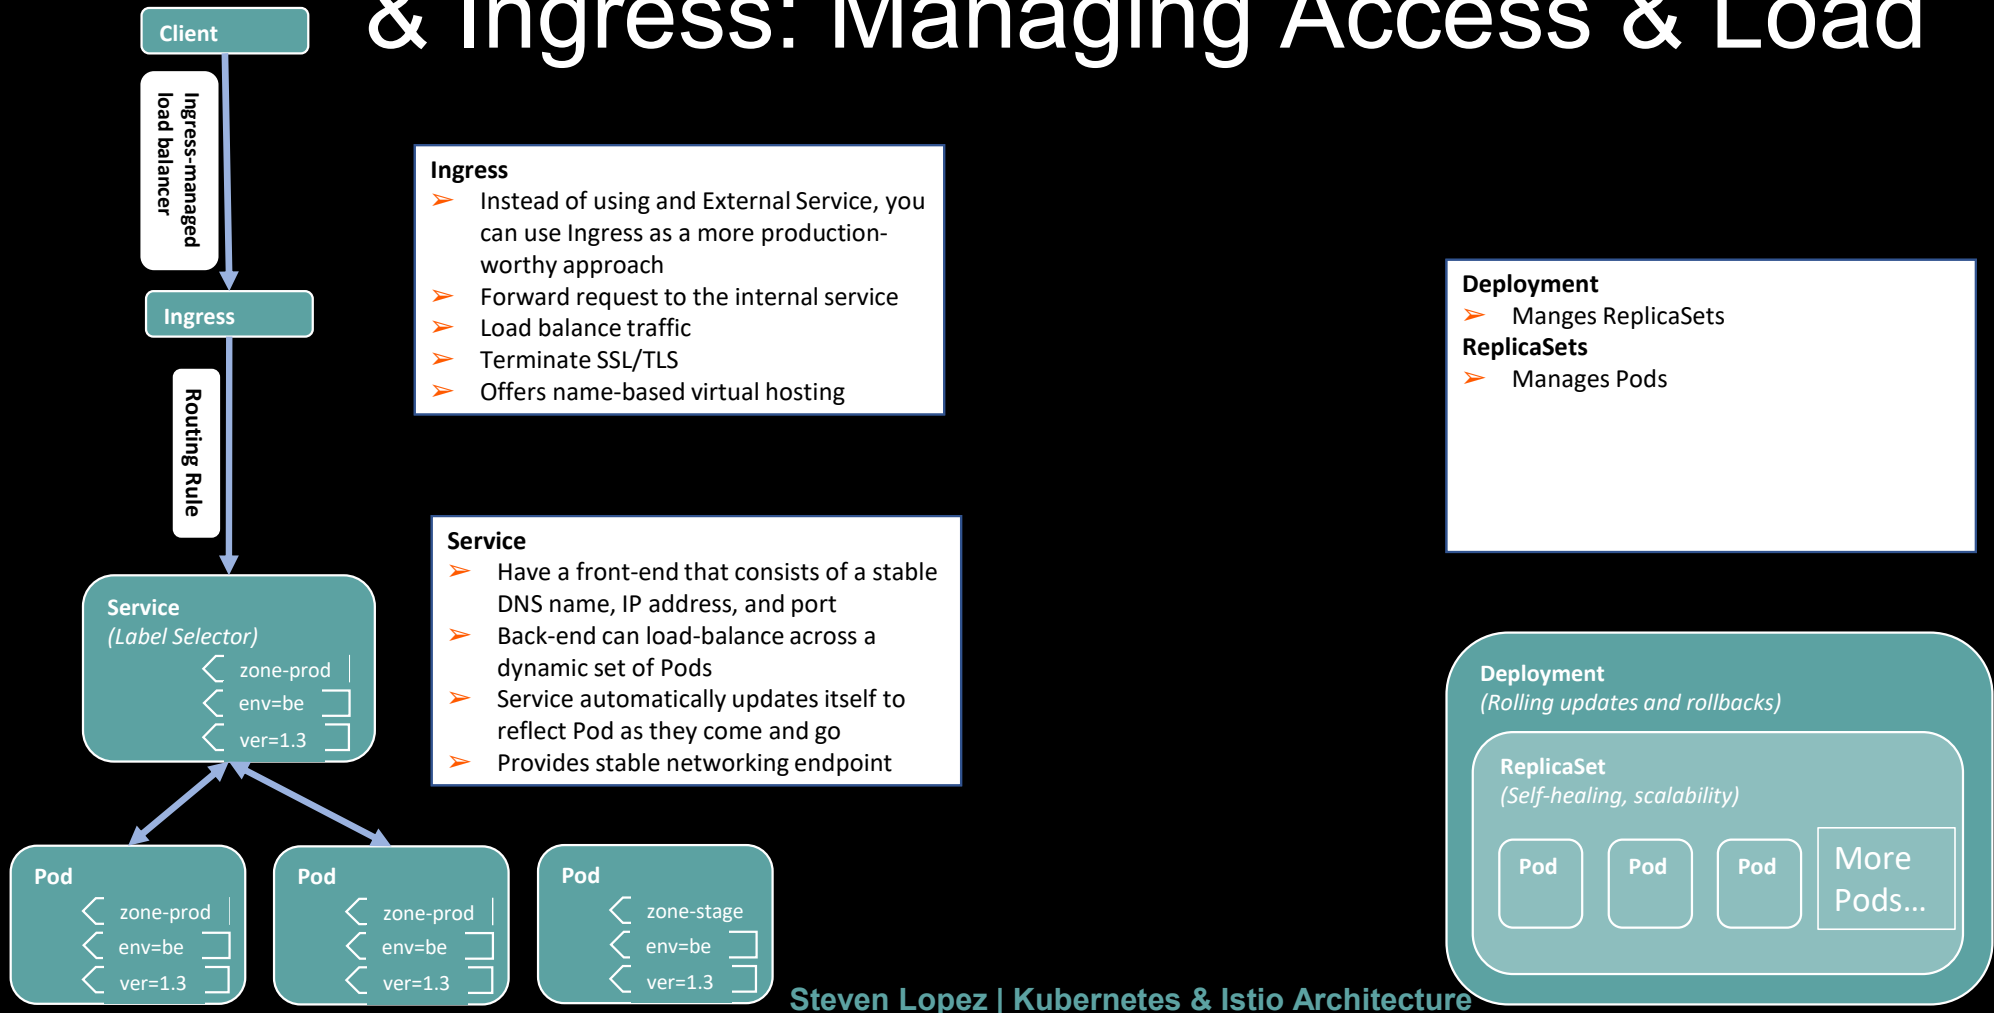 & Ingress: Managing Access & Load
Client
Ingress-managed
load balancer
Ingress
Routing Rule
Service
(Label Selector)
zone-prod
env=be
ver=1.3
Pod
zone-prod
env=be
ver=1.3
Pod
zone-prod
env=be
ver=1.3
Pod
zone-stage
env=be
ver=1.3
Ingress
➢ Instead of using and External Service, you
can use Ingress as a more production-
worthy approach
➢ Forward request to the internal service
➢ Load balance traffic
➢ Terminate SSL/TLS
➢ Offers name-based virtual hosting
Service
➢ Have a front-end that consists of a stable
DNS name, IP address, and port
➢ Back-end can load-balance across a
dynamic set of Pods
➢ Service automatically updates itself to
reflect Pod as they come and go
➢ Provides stable networking endpoint
Deployment
➢ Manges ReplicaSets
ReplicaSets
➢ Manages Pods
Deployment
(Rolling updates and rollbacks)
ReplicaSet
(Self-healing, scalability)
Pod
Pod
Pod
More
Pods...
Steven Lopez | Kubernetes & Istio Architecture